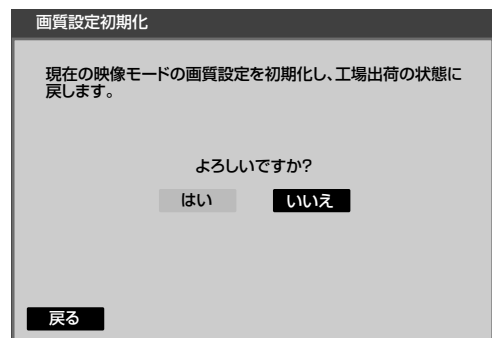 画質設定初期化
現在の映像モードの画質設定を初期化し、工場出荷の状態に
戻します。
よろしいですか?
はい いいえ
戻る